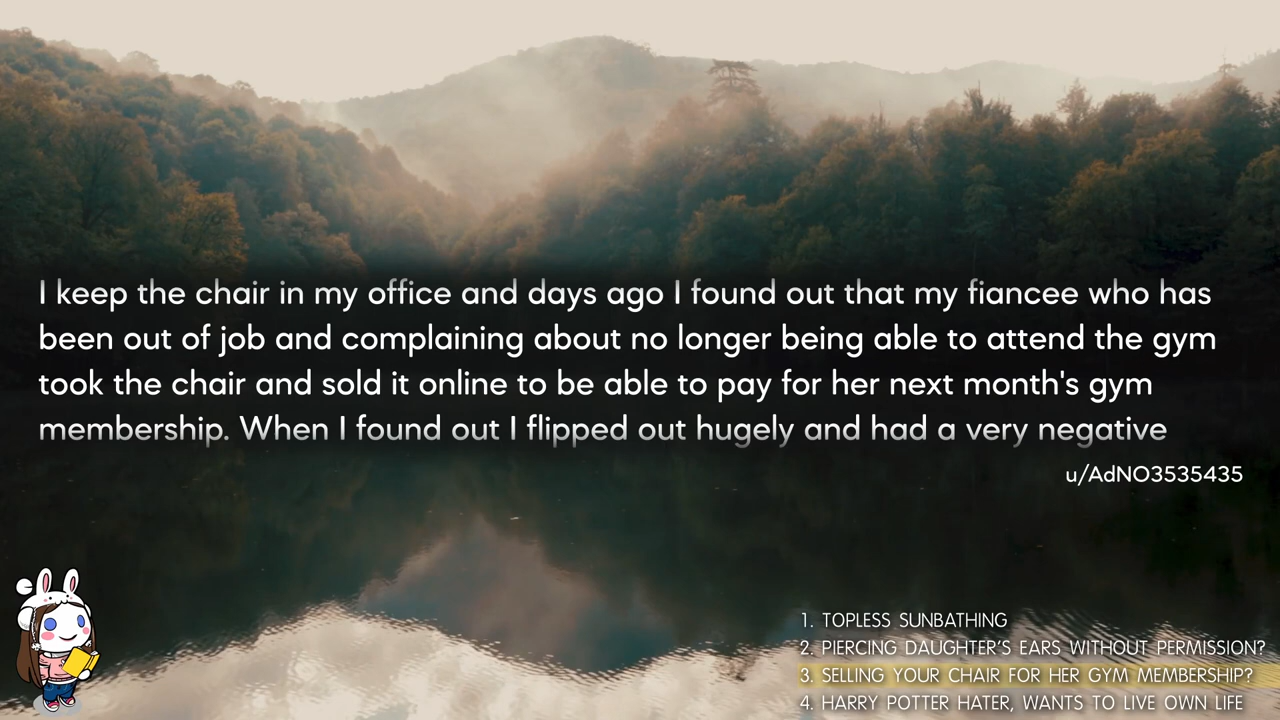 I keep the chair in my office and days ago I found out that my fiancee who has
been out of job and complaining about no longer being able to attend the gym
took the chair and sold it online to be able to pay for her next month's gym
membership. When I found out I flipped out hugely and had a very negative
u/AdNO3535435
1. TOPLESS SUNBATHING
2. PIERCING DAUGHTER'S EARS WITHOUT PERMISSION?
3. SELLING YOUR CHAIR FOR HER GYM MEMBERSHIP?
4. HARRY POTTER HATER, WANTS TO LIVE OWN LIFE